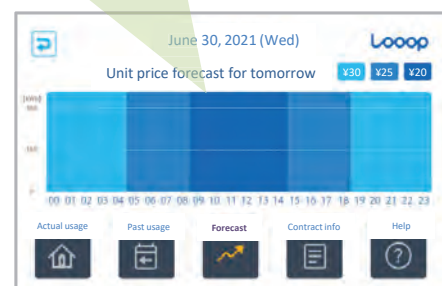 June 30, 2021 (Wed)
Looop
Unit price forecast for tomorrow
¥30 ¥25 ¥20
00 01 02 03 04 05 06 07 08 09 10 11 12 13 14 15 16 17 18 19 20 21 22 23
Actual usage Past usage Forecast Contract info Help